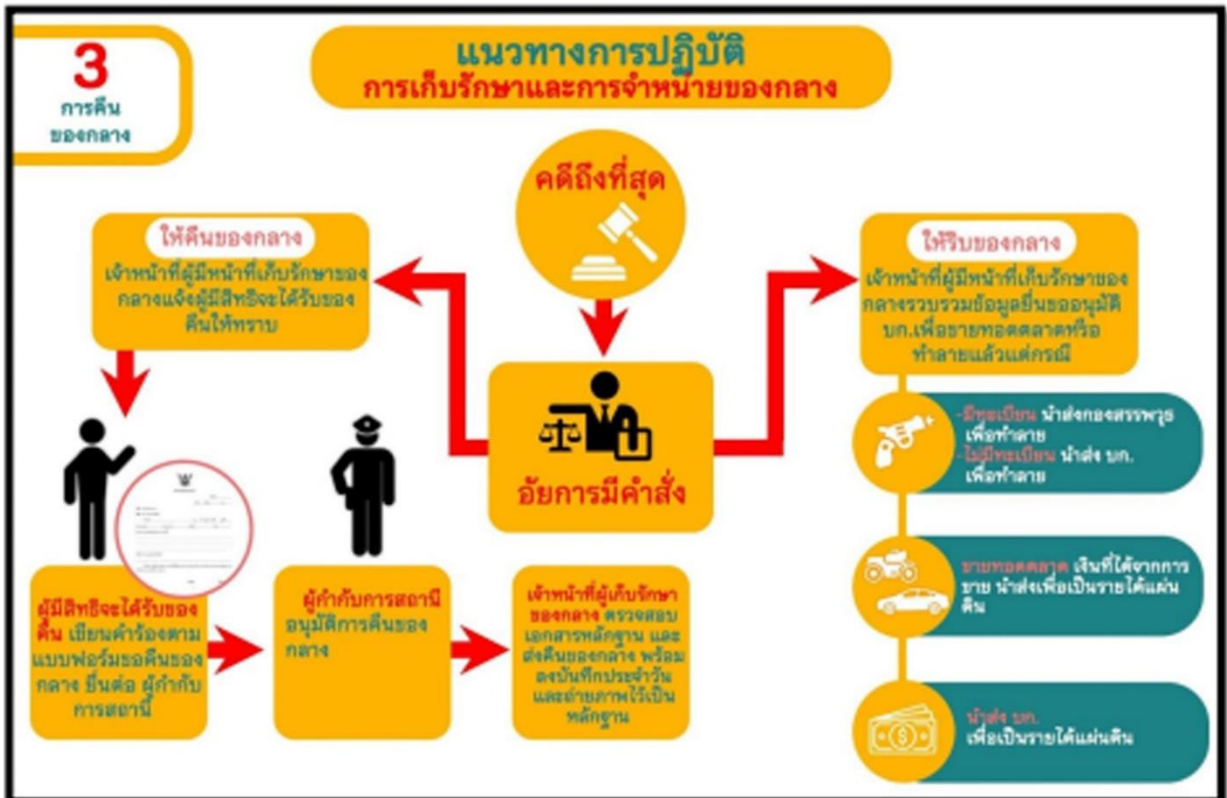 3
การคืน
ของกลาง
แนวทางการปฏิบัติ
การเก็บรักษาและการจำหน่ายของกลาง
คดีถึงที่สุด
ให้คืนของกลาง
เจ้าหน้าที่ผู้มีหน้าที่เก็บรักษาของ
กลางแจ้งผู้มีสิทธิจะได้รับของ
คืนให้ทราบ
ให้ริบของกลาง
เจ้าหน้าที่ผู้มีหน้าที่เก็บรักษาของ
กลางรวบรวมข้อมูลยื่นขออนุมัติ
บก.เพื่อขายทอดตลาดหรือ
ทำลายแล้วแต่กรณี
อัยการมีคำสั่ง
-มีทะเบียน นำส่งกองสรรพาวุธ
เพื่อทำลาย
-ไม่มีทะเบียน นำส่ง บก.
เพื่อทำลาย
ขายทอดตลาด เงินที่ได้จากการ
ขาย นำส่งเพื่อเป็นรายได้แผ่น
ดิน
นำส่ง บก.
เพื่อเป็นรายได้แผ่นดิน
ผู้มีสิทธิจะได้รับของ
คืน เขียนคำร้องตาม
แบบฟอร์มขอคืนของ
กลาง ยื่นต่อ ผู้กำกับ
การสถานี
ผู้กำกับการสถานี
อนุมัติการคืนของ
กลาง
เจ้าหน้าที่ผู้เก็บรักษา
ของกลาง ตรวจสอบ
เอกสารหลักฐาน และ
ส่งคืนของกลาง พร้อม
ลงบันทึกประจำวัน
และถ่ายภาพไว้เป็น
หลักฐาน